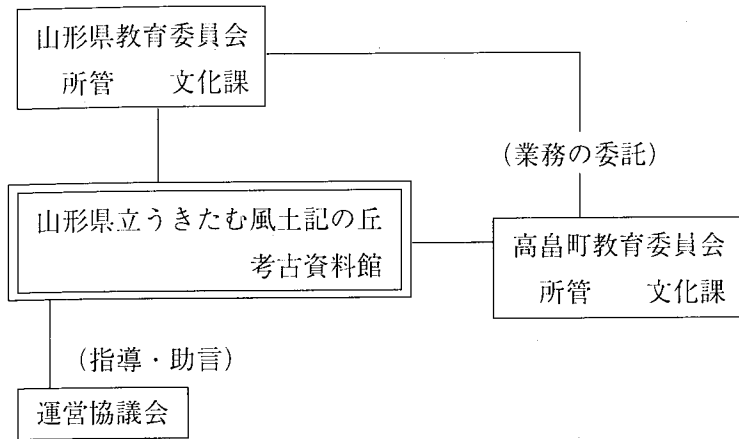 山形県教育委員会
所管 文化課
(業務の委託)
山形県立うきたむ風土記の丘
考古資料館
高畠町教育委員会
所管 文化課
(指導・助言)
運営協議会